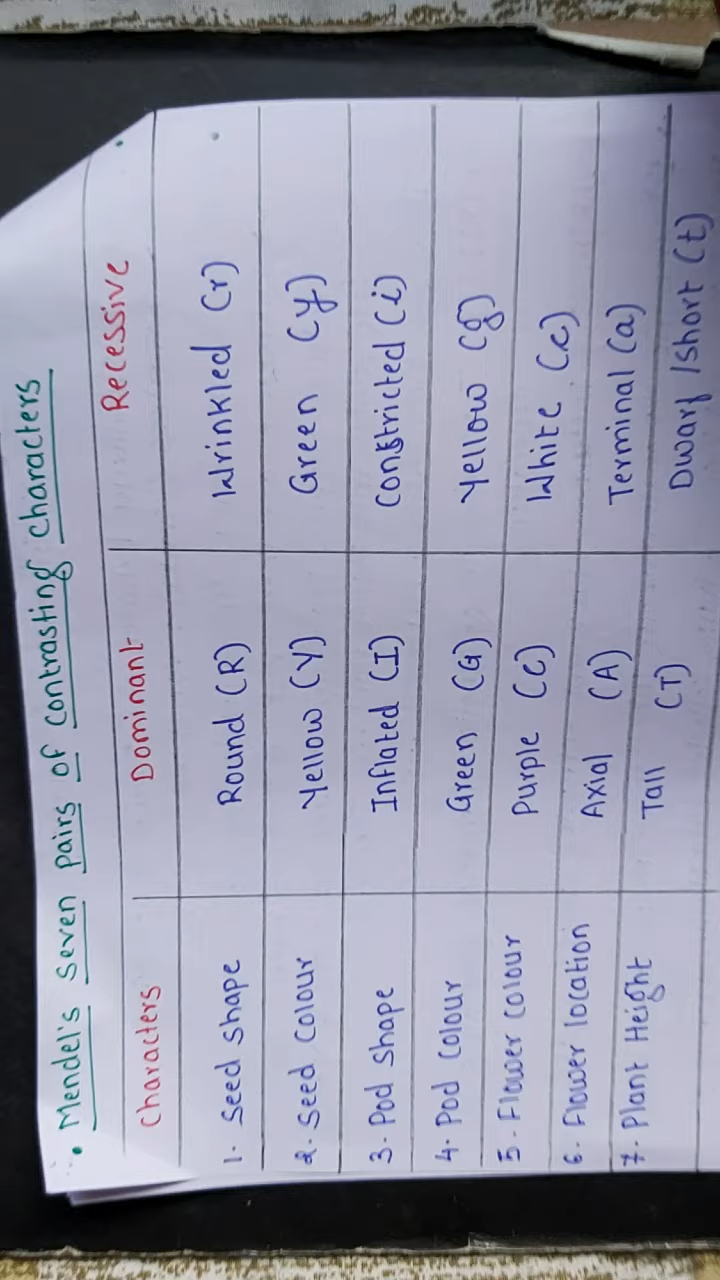 • Mendel's seven pairs of contrasting characters
Characters Dominant Recessive
1. Seed shape Round (R) Wrinkled (r)
2. Seed colour Yellow (Y) Green (y)
3. Pod shape Inflated (I) Constricted (i)
4. Pod colour Green (G) Yellow (g)
5. Flower colour Purple (C) White (c)
6. Flower location Axial (A) Terminal (a)
7. Plant Height Tall (T) Dwarf/short (t)